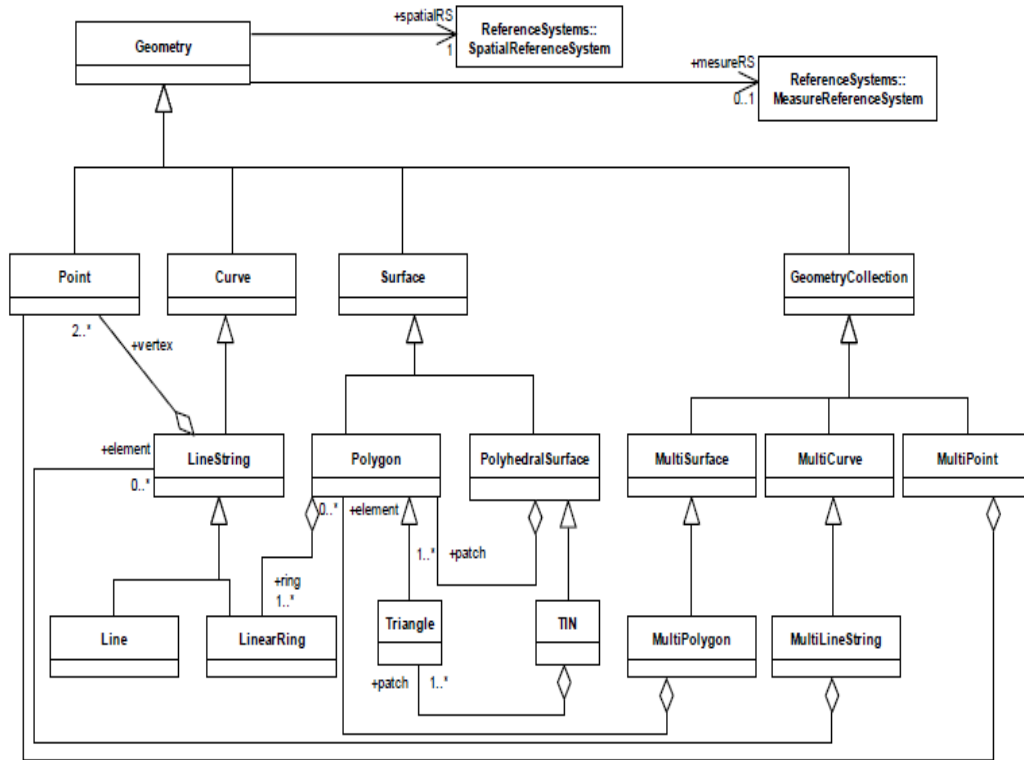 Geometry
+spatialRS
1
ReferenceSystems::
SpatialReferenceSystem
+mesureRS
0..1
ReferenceSystems::
MeasureReferenceSystem
Point
Curve
Surface
GeometryCollection
2..*
+vertex
+element
0..*
LineString
Polygon
PolyhedralSurface
MultiSurface
MultiCurve
MultiPoint
0..*
+element
1..*
+patch
+ring
1..*
Line
LinearRing
Triangle
TIN
MultiPolygon
MultiLineString
+patch
1..*